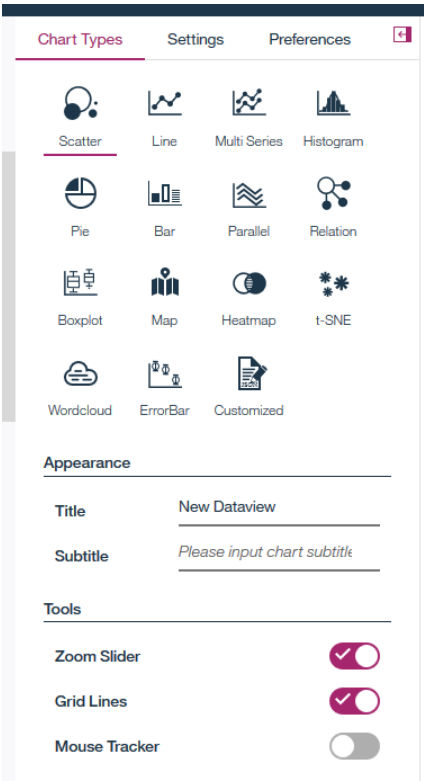 Chart Types Settings Preferences
Scatter Line Multi Series Histogram
Pie Bar Parallel Relation
Boxplot Map Heatmap t-SNE
JSON
Wordcloud ErrorBar Customized
Appearance
Title New Dataview
Subtitle Please input chart subtitle
Tools
Zoom Slider
Grid Lines
Mouse Tracker